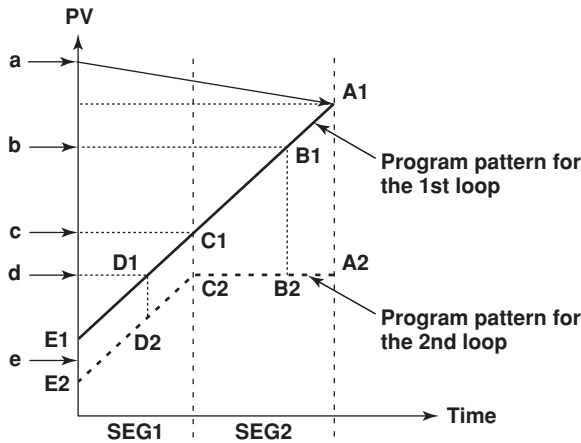 PV
a
A1
b
B1
Program pattern for
the 1st loop
c
C1
d
D1
A2
C2
B2
E1
D2
Program pattern for
the 2nd loop
e
E2
Time
SEG1
SEG2